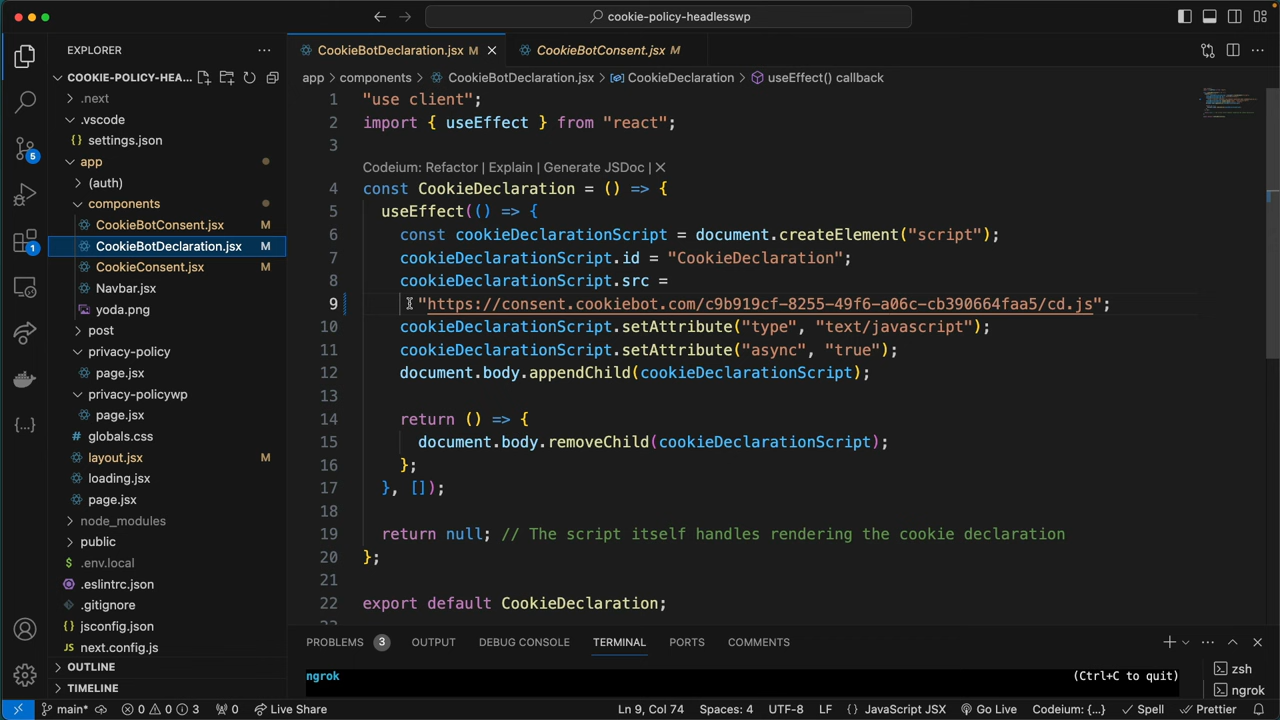 cookie-policy-headlesswp
EXPLORER
COOKIE-POLICY-HEA...
.next
.vscode
settings.json
app
(auth)
components
CookieBotConsent.jsx M
CookieBotDeclaration.jsx M
CookieConsent.jsx M
Navbar.jsx
yoda.png
post
privacy-policy
page.jsx
privacy-policywp
page.jsx
globals.css
layout.jsx M
loading.jsx
page.jsx
node_modules
public
.env.local
.eslintrc.json
.gitignore
jsconfig.json
next.config.js
OUTLINE
TIMELINE
5
1
CookieBotDeclaration.jsx M
CookieBotConsent.jsx M
app > components > CookieBotDeclaration.jsx > CookieDeclaration > useEffect() callback
1 "use client";
2 import { useEffect } from "react";
3
Codeium: Refactor | Explain | Generate JSDoc | X
4 const CookieDeclaration = () => {
5 useEffect(() => {
6 const cookieDeclarationScript = document.createElement("script");
7 cookieDeclarationScript.id = "CookieDeclaration";
8 cookieDeclarationScript.src =
9 "https://consent.cookiebot.com/c9b919cf-8255-49f6-a06c-cb390664faa5/cd.js";
10 cookieDeclarationScript.setAttribute("type", "text/javascript");
11 cookieDeclarationScript.setAttribute("async", "true");
12 document.body.appendChild(cookieDeclarationScript);
13
14 return () => {
15 document.body.removeChild(cookieDeclarationScript);
16 };
17 }, []);
18
19 return null; // The script itself handles rendering the cookie declaration
20 };
21
22 export default CookieDeclaration;
PROBLEMS 3 OUTPUT DEBUG CONSOLE TERMINAL PORTS COMMENTS
ngrok (Ctrl+C to quit)
zsh
ngrok
main* 0 0 3 0 Live Share Ln 9, Col 74 Spaces: 4 UTF-8 LF JavaScript JSX Go Live Codeium: {...} Spell Prettier